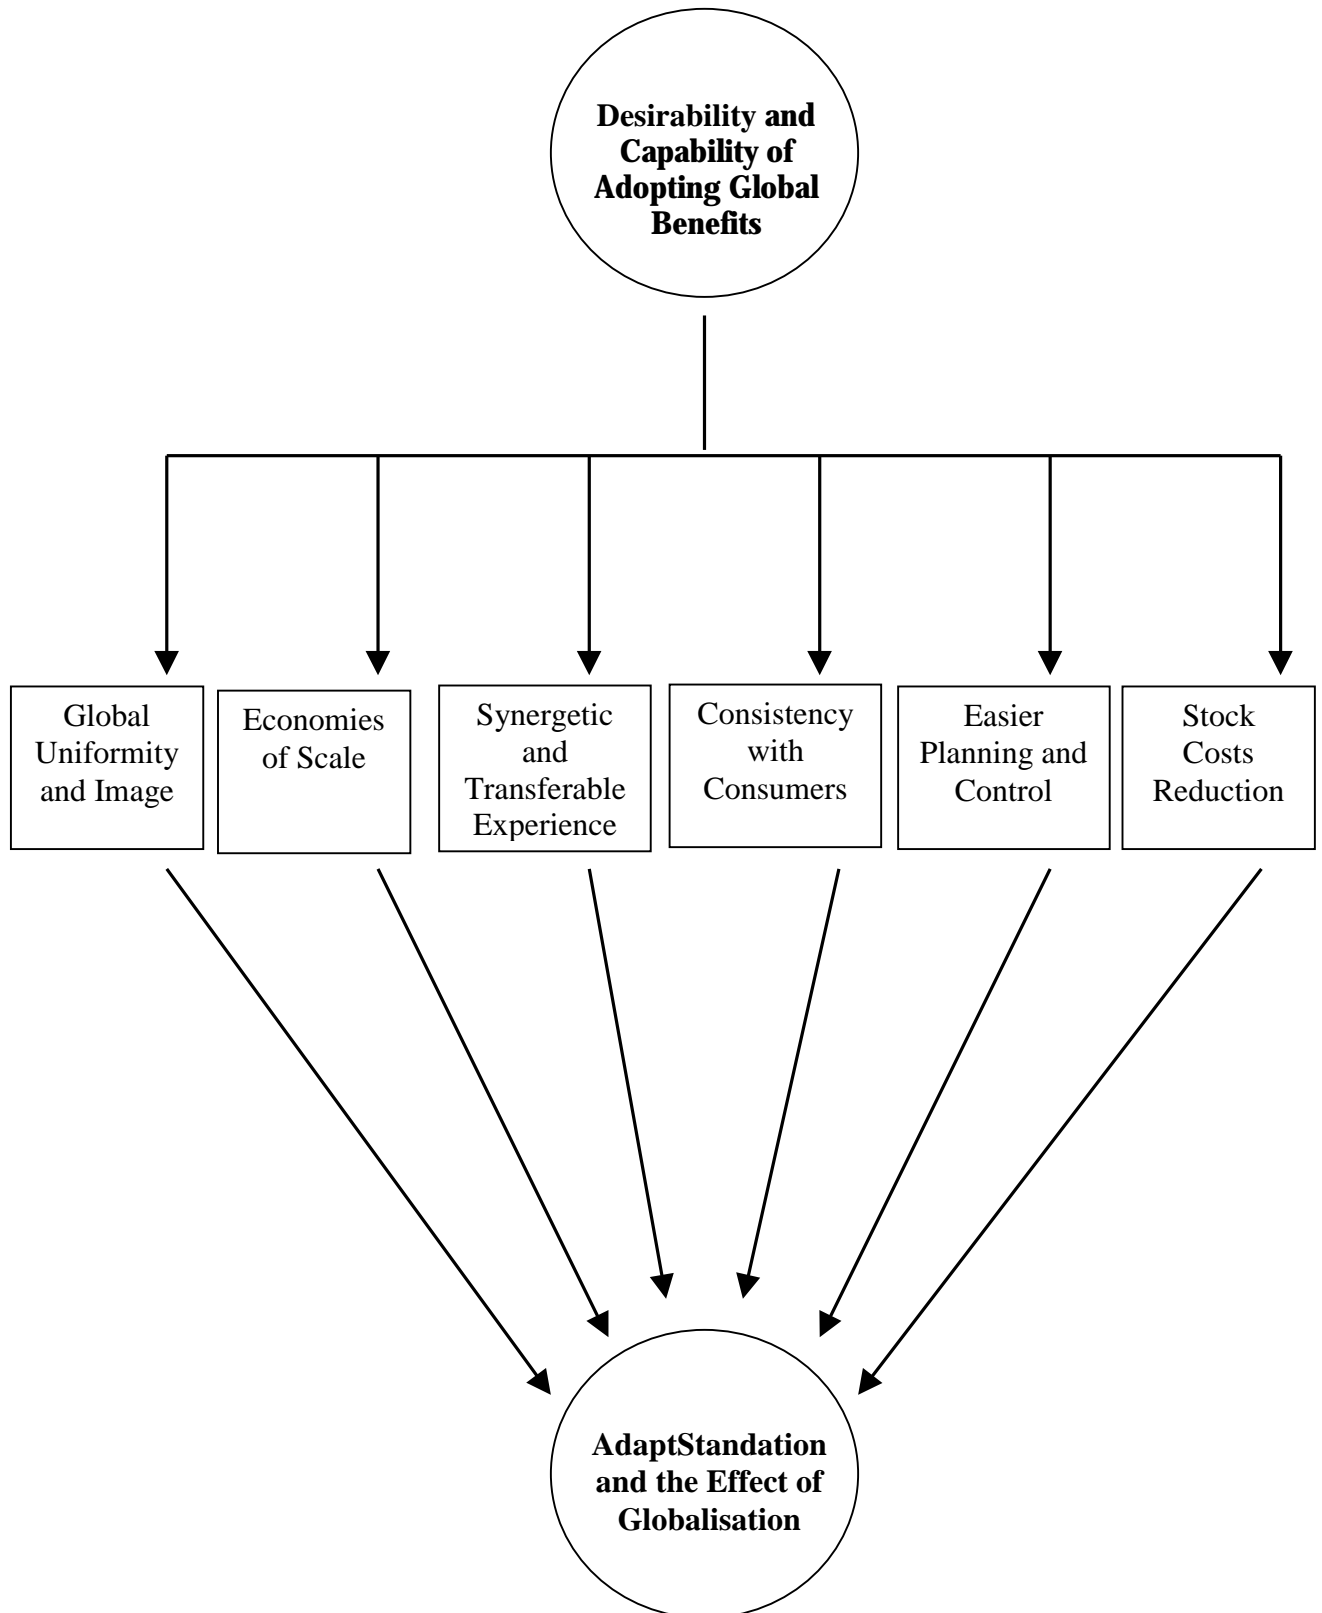 Desirability and
Capability of
Adopting Global
Benefits
Global
Uniformity
and Image
Economies
of Scale
Synergetic
and
Transferable
Experience
Consistency
with
Consumers
Easier
Planning and
Control
Stock
Costs
Reduction
AdaptStandation
and the Effect of
Globalisation